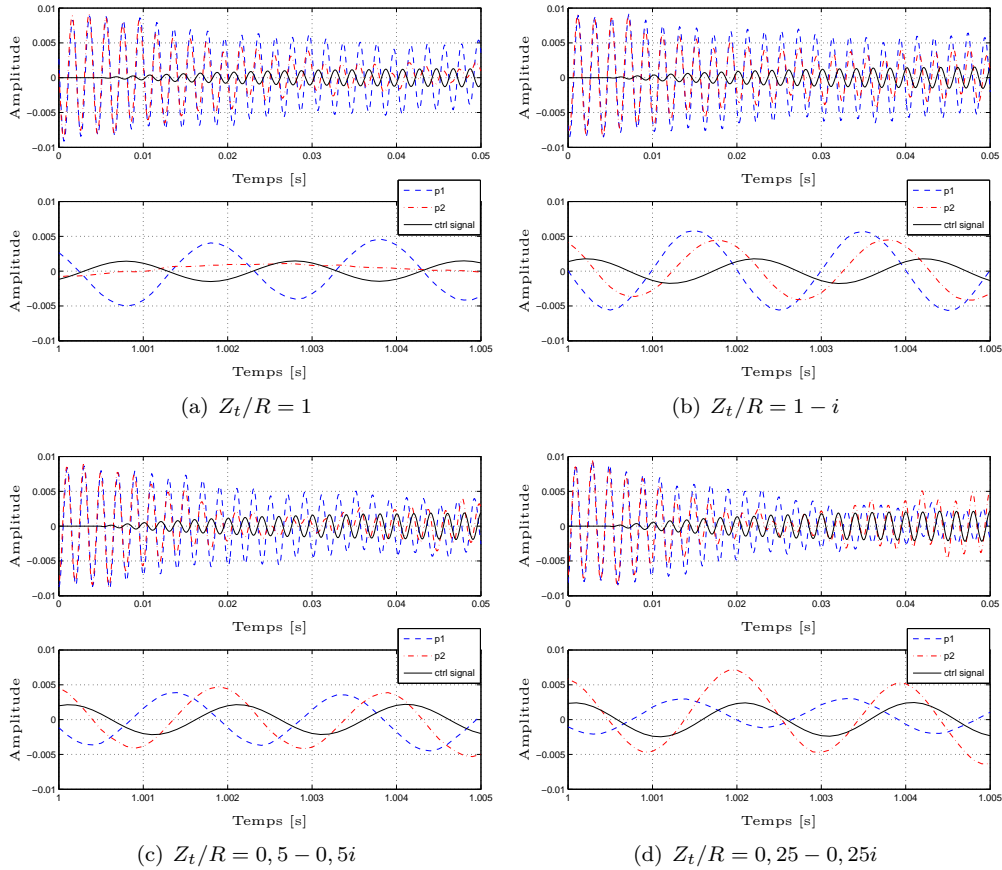 0.01
0.005
0
−0.005
−0.01
Amplitude
0 0.01 0.02 0.03 0.04 0.05
Temps [s]
p1
p2
ctrl signal
0.01
0.005
0
−0.005
−0.01
Amplitude
1 1.001 1.002 1.003 1.004 1.005
Temps [s]
(a) Z_t/R = 1
0.01
0.005
0
−0.005
−0.01
Amplitude
0 0.01 0.02 0.03 0.04 0.05
Temps [s]
p1
p2
ctrl signal
0.01
0.005
0
−0.005
−0.01
Amplitude
1 1.001 1.002 1.003 1.004 1.005
Temps [s]
(b) Z_t/R = 1 − i
0.01
0.005
0
−0.005
−0.01
Amplitude
0 0.01 0.02 0.03 0.04 0.05
Temps [s]
p1
p2
ctrl signal
0.01
0.005
0
−0.005
−0.01
Amplitude
1 1.001 1.002 1.003 1.004 1.005
Temps [s]
(c) Z_t/R = 0, 5 − 0, 5i
0.01
0.005
0
−0.005
−0.01
Amplitude
0 0.01 0.02 0.03 0.04 0.05
Temps [s]
p1
p2
ctrl signal
0.01
0.005
0
−0.005
−0.01
Amplitude
1 1.001 1.002 1.003 1.004 1.005
Temps [s]
(d) Z_t/R = 0, 25 − 0, 25i